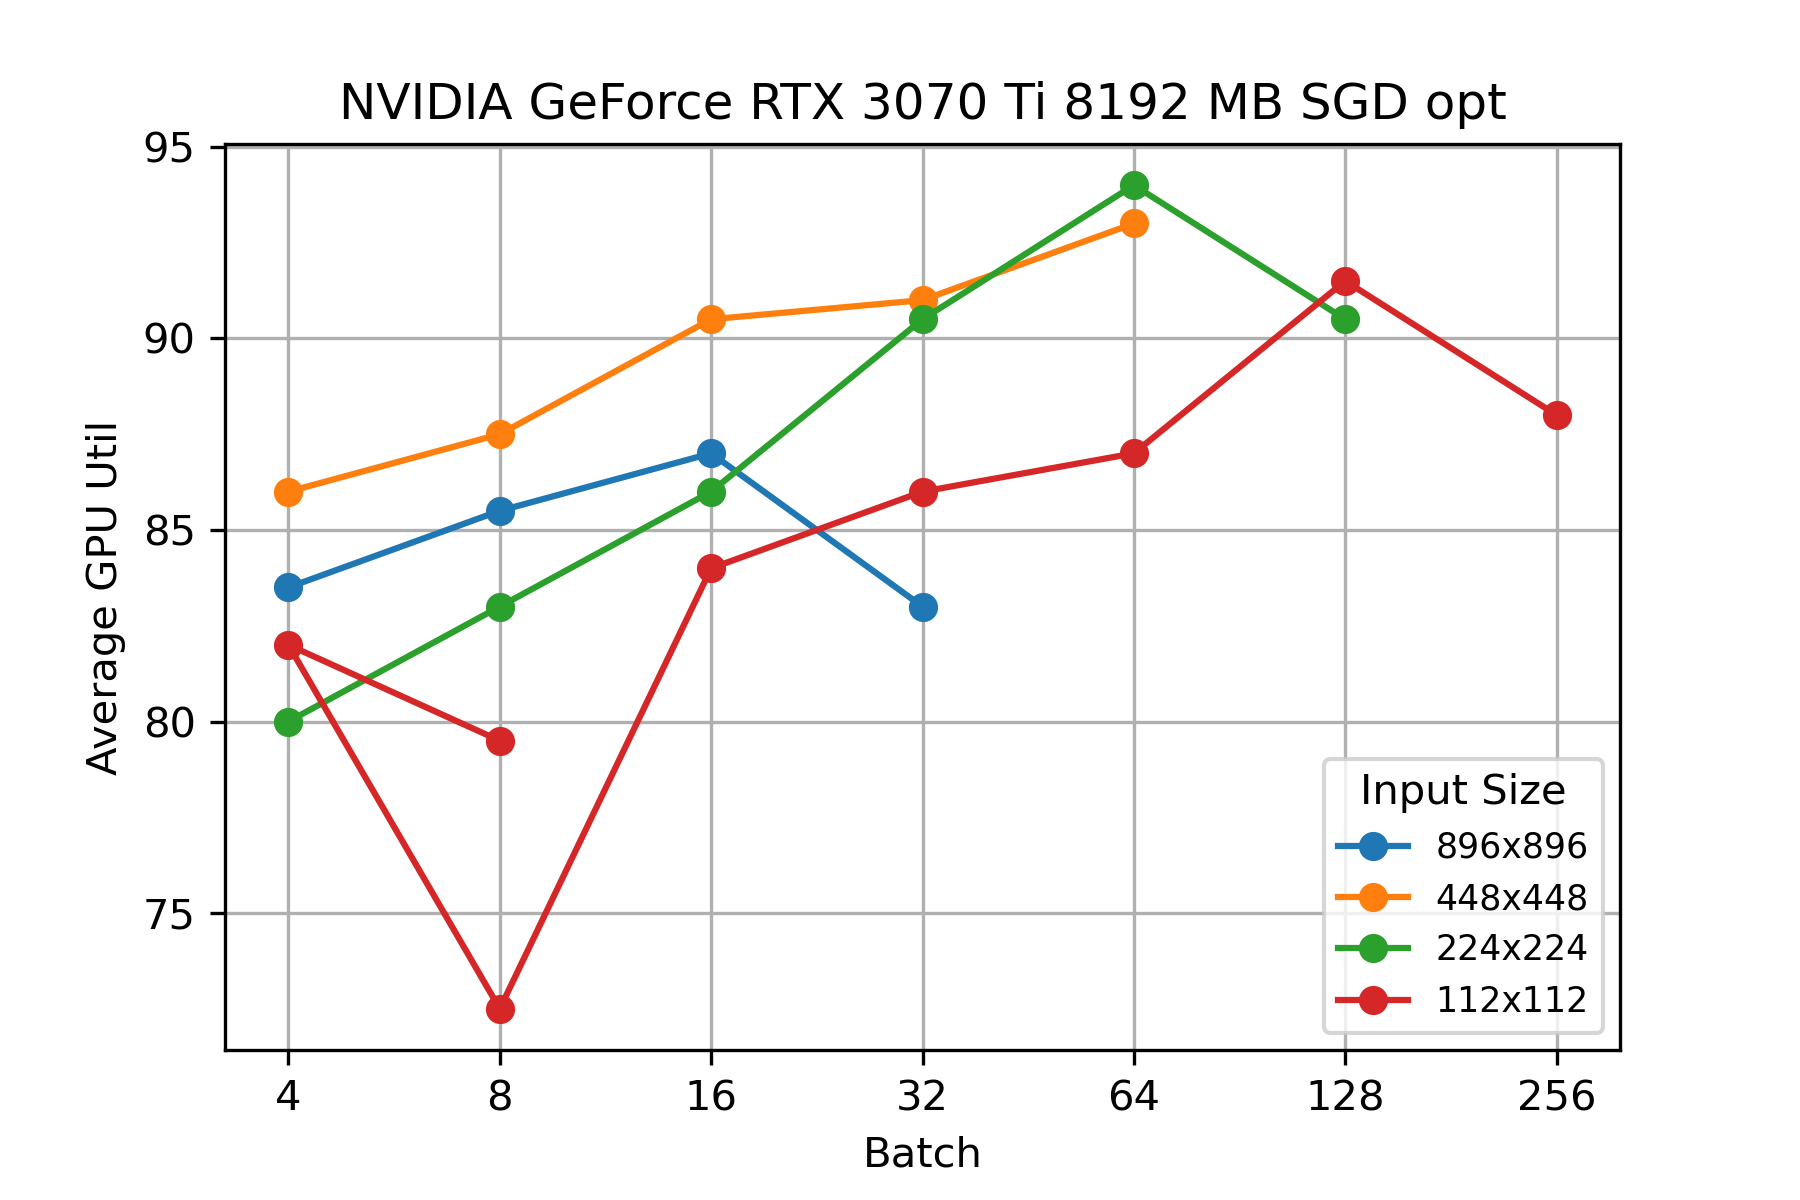 NVIDIA GeForce RTX 3070 Ti 8192 MB SGD opt
95
90
85
80
75
Average GPU Util
4 8 16 32 64 128 256
Batch
Input Size
896x896
448x448
224x224
112x112